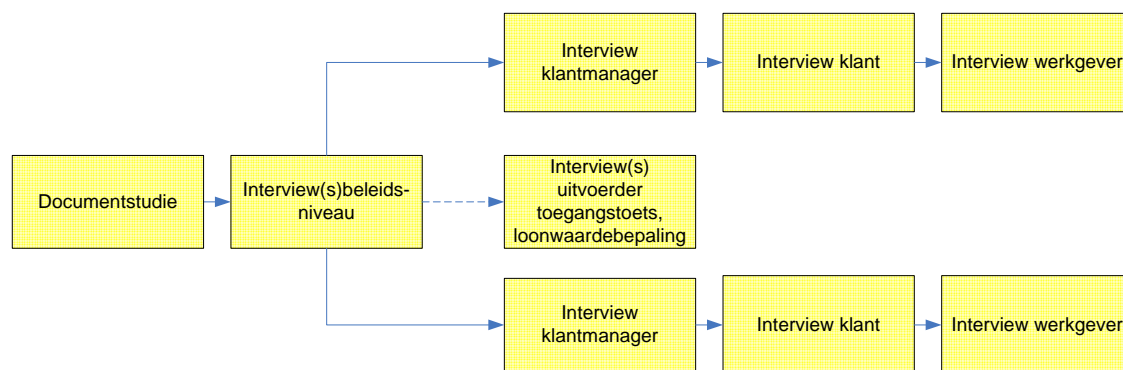 Interview
klantmanager
Interview klant
Interview werkgever
Documentstudie
Interview(s)beleids-
niveau
Interview(s)
uitvoerder
toegangstoets,
loonwaardebepaling
Interview
klantmanager
Interview klant
Interview werkgever